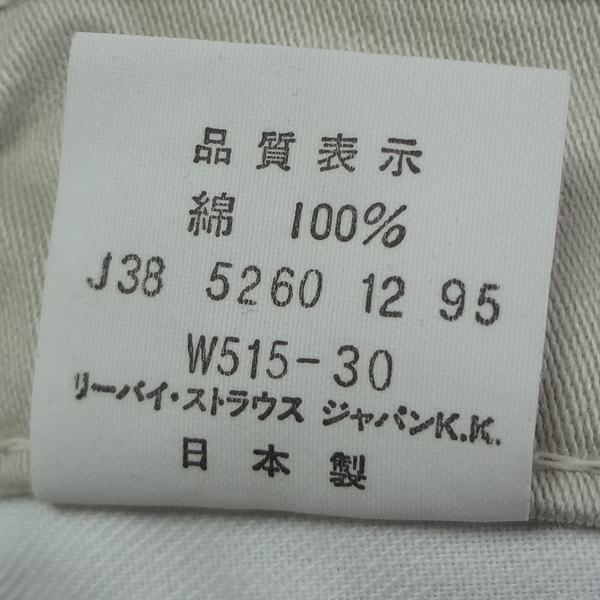 品質表示
綿 100%
J38 5260 12 95
W515-30
リーバイ・ストラウス ジャパンK.K.
日本製